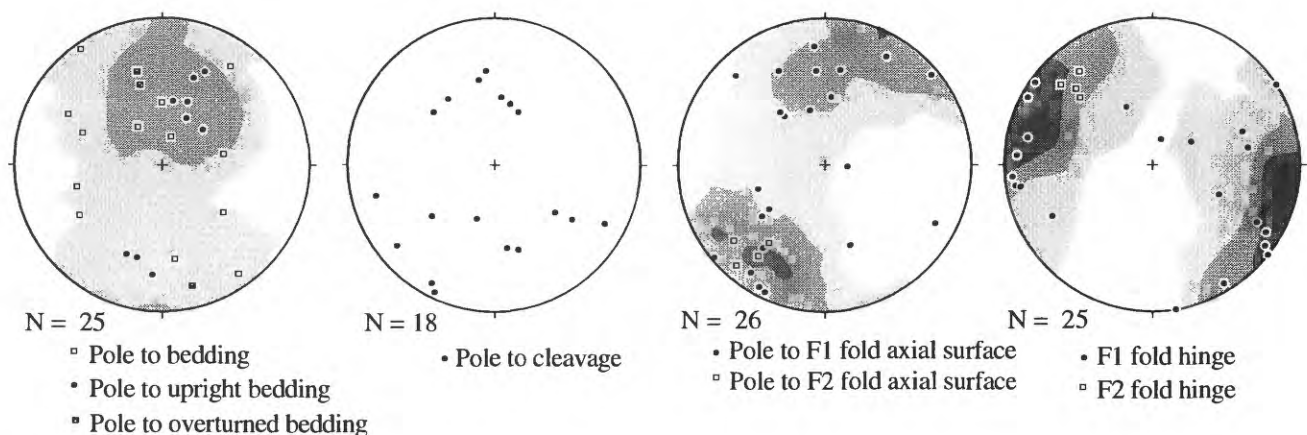 N = 25
▫ Pole to bedding
• Pole to upright bedding
▪ Pole to overturned bedding
N = 18
• Pole to cleavage
N = 26
• Pole to F1 fold axial surface
▫ Pole to F2 fold axial surface
N = 25
• F1 fold hinge
▫ F2 fold hinge